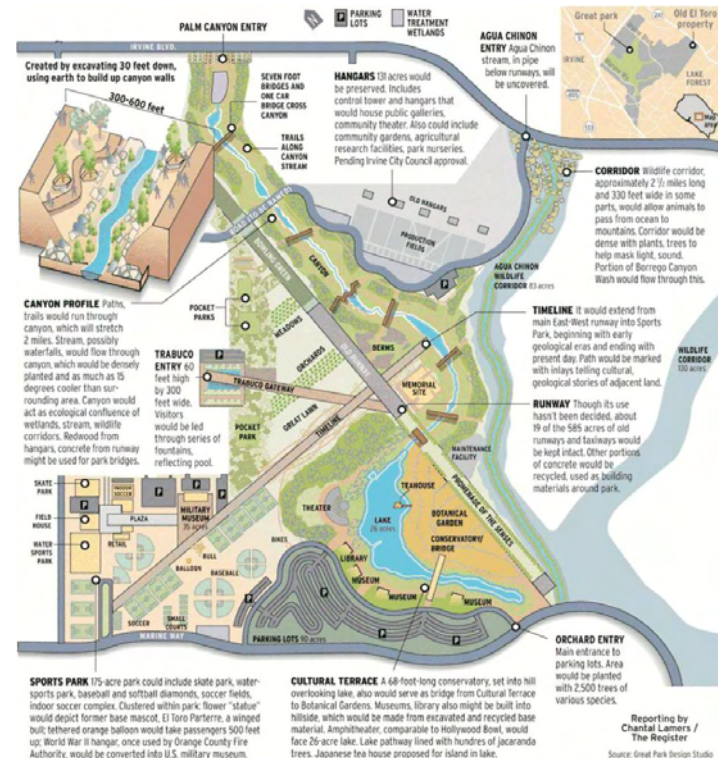 PALM CANYON ENTRY
PARKING
LOTS
WATER
TREATMENT
WETLANDS
IRVINE BLVD.
Created by excavating 30 feet down,
using earth to build up canyon walls
300-600 feet
SEVEN FOOT
BRIDGES AND
ONE CAR
BRIDGE CROSS
CANYON
TRAILS
ALONG
CANYON
STREAM
HANGARS 131 acres would
be preserved. Includes
control tower and hangars that
would house public galleries,
community theater. Also could include
community gardens, agricultural
research facilities, park nurseries.
Pending Irvine City Council approval.
AGUA CHINON
ENTRY Agua Chinon
stream, in pipe
below runways, will
be uncovered.
Great park
Old El Toro
property
IRVINE
LAKE
FOREST
Map
area
CORRIDOR Wildlife corridor,
approximately 2 1/2 miles long
and 330 feet wide in some
parts, would allow animals to
pass from ocean to
mountains. Corridor would be
dense with plants, trees to
help mask light, sound.
Portion of Borrego Canyon
Wash would flow through this.
ROAD (TO BE NAMED)
OLD HANGARS
PRODUCTION
FIELDS
BOWLING GREEN
CANYON
AGUA CHINON
WILDLIFE
CORRIDOR 83 acres
CANYON PROFILE Paths,
trails would run through
canyon, which will stretch
2 miles. Stream, possibly
waterfalls, would flow through
canyon, which would be densely
planted and as much as 15
degrees cooler than sur-
rounding area. Canyon would
act as ecological confluence of
wetlands, stream, wildlife
corridors. Redwood from
hangars, concrete from runway
might be used for park bridges.
POCKET
PARKS
MEADOWS
ORCHARDS
BERMS
OLD RUNWAY
TRABUCO
ENTRY 60
feet high
by 300
feet wide.
Visitors
would be led
through series of
fountains,
reflecting pool.
TRABUCO GATEWAY
GREAT LAWN
TIMELINE
MEMORIAL
SITE
POCKET
PARK
TIMELINE It would extend from
main East-West runway into Sports
Park, beginning with early
geological eras and ending with
present day. Path would be marked
with inlays telling cultural,
geological stories of adjacent land.
WILDLIFE
CORRIDOR
130 acres
RUNWAY Though its use
hasn't been decided, about
19 of the 585 acres of old
runways and taxiways would
be kept intact. Other portions
of concrete would be
recycled, used as building
materials around park.
MAINTENANCE
FACILITY
PROMENADE OF THE SENSES
SKATE
PARK
FIELD
HOUSE
WATER
SPORTS
PARK
INDOOR
SOCCER
PLAZA
RETAIL
MILITARY
MUSEUM
35 acres
BULL
BALLOON
BASEBALL
SOCCER
SMALL
COURTS
BIKES
THEATER
LAKE
26 acres
TEAHOUSE
BOTANICAL
GARDEN
CONSERVATORY/
BRIDGE
LIBRARY
MUSEUM
MUSEUM
MUSEUM
MARINE WAY
PARKING LOTS 90 acres
ORCHARD ENTRY
Main entrance to
parking lots. Area
would be planted
with 2,500 trees of
various species.
SPORTS PARK 175-acre park could include skate park, water-
sports park, baseball and softball diamonds, soccer fields,
indoor soccer complex. Clustered within park: flower "statue"
would depict former base mascot, El Toro Parterre, a winged
bull; tethered orange balloon would take passengers 500 feet
up; World War II hangar, once used by Orange County Fire
Authority, would be converted into U.S. military museum.
CULTURAL TERRACE A 68-foot-long conservatory, set into hill
overlooking lake, also would serve as bridge from Cultural Terrace
to Botanical Gardens. Museums, library also might be built into
hillside, which would be made from excavated and recycled base
material. Amphitheater, comparable to Hollywood Bowl, would
face 26-acre lake. Lake pathway lined with hundres of jacaranda
trees. Japanese tea house proposed for island in lake.
Reporting by
Chantal Lamers /
The Register
Source: Great Park Design Studio